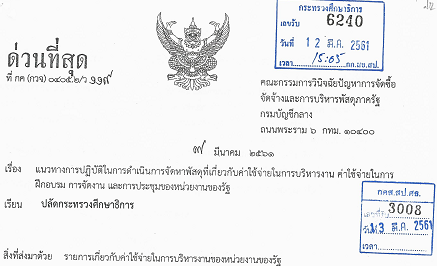 กระทรวงศึกษาธิการ
เลขรับ 6240
วันที่ 12 มี.ค. 2561
เวลา 15:05
ด่วนที่สุด
ที่ กค (กวจ) ๐๔๐๕.๒/ว ๑๑๙
คณะกรรมการวินิจฉัยปัญหาการจัดซื้อ
จัดจ้างและการบริหารพัสดุภาครัฐ
กรมบัญชีกลาง
ถนนพระราม ๖ กทม. ๑๐๔๐๐
๗ มีนาคม ๒๕๖๑
เรื่อง แนวทางการปฏิบัติในการดำเนินการจัดหาพัสดุที่เกี่ยวกับค่าใช้จ่ายในการบริหารงาน ค่าใช้จ่ายในการ
ฝึกอบรม การจัดงาน และการประชุมของหน่วยงานของรัฐ
เรียน ปลัดกระทรวงศึกษาธิการ
กคส.สป.ศธ.
3008
วันที่ 13 มี.ค. 2561
เวลา
สิ่งที่ส่งมาด้วย รายการเกี่ยวกับค่าใช้จ่ายในการบริหารงานของหน่วยงานของรัฐ